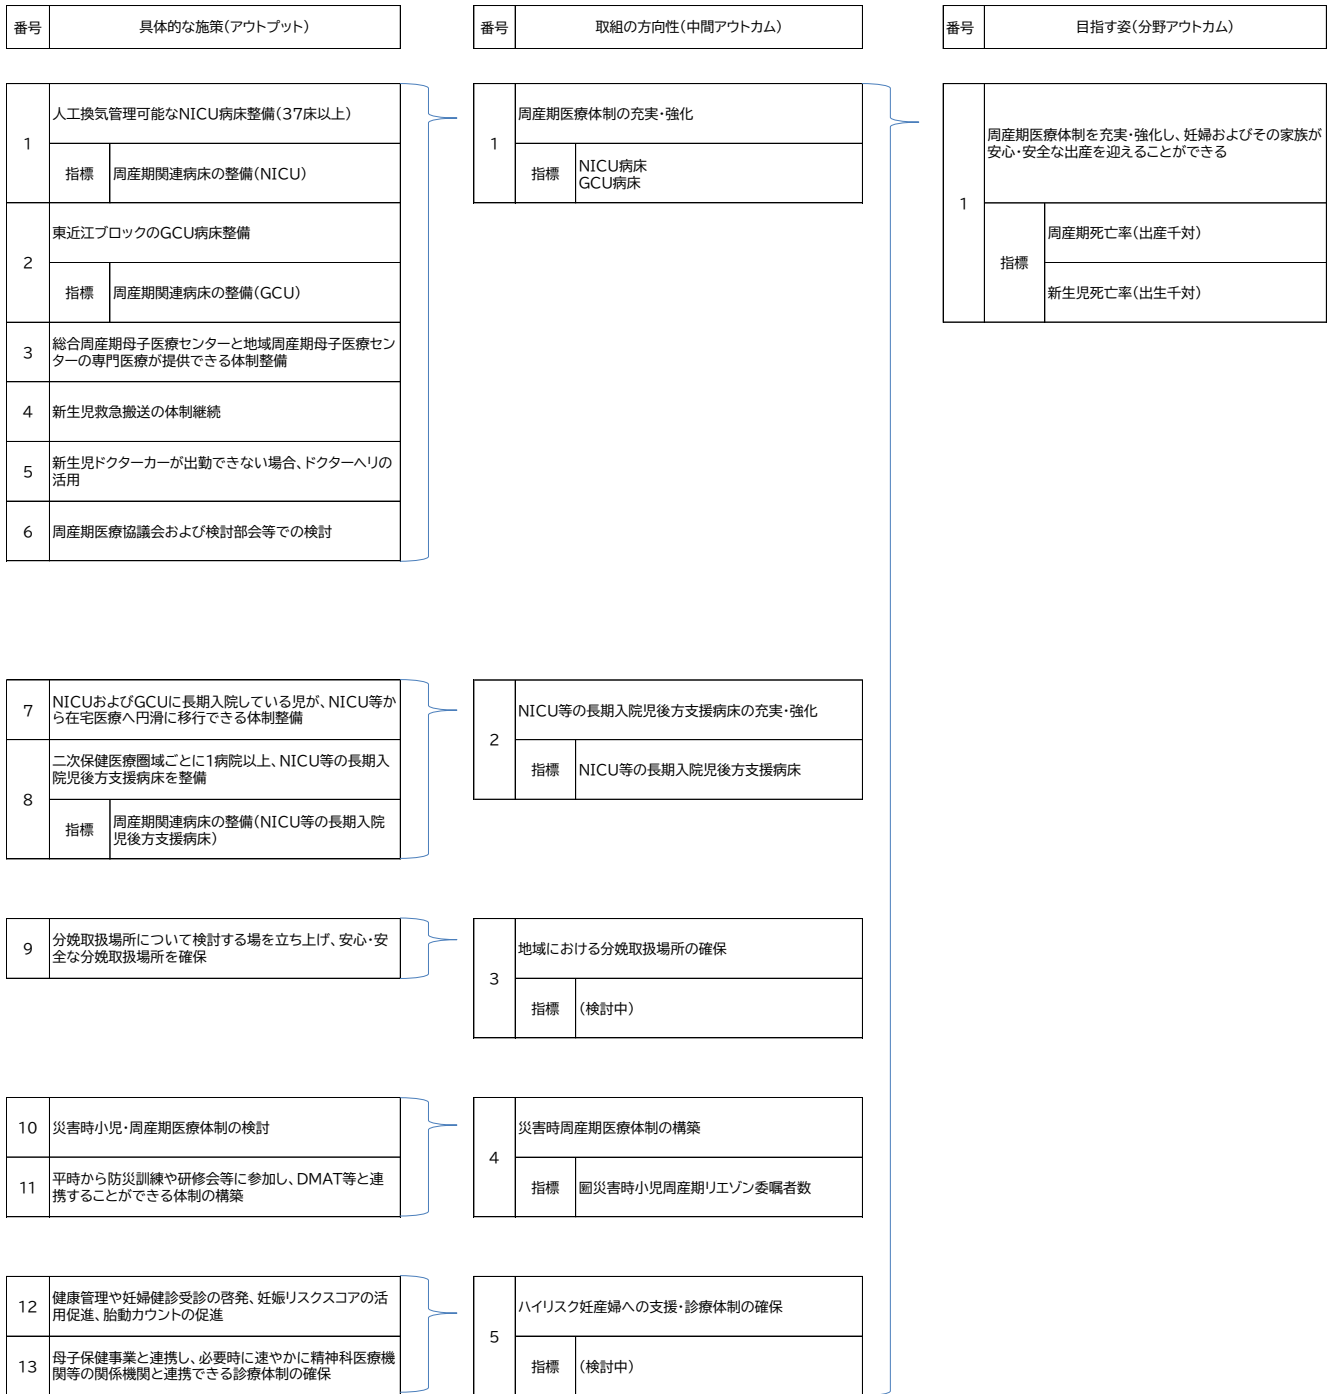 番号
具体的な施策(アウトプット)
番号
取組の方向性(中間アウトカム)
番号
目指す姿(分野アウトカム)
1
人工換気管理可能なNICU病床整備(37床以上)
指標
周産期関連病床の整備(NICU)
2
東近江ブロックのGCU病床整備
指標
周産期関連病床の整備(GCU)
3
総合周産期母子医療センターと地域周産期母子医療セン
ターの専門医療が提供できる体制整備
4
新生児救急搬送の体制継続
5
新生児ドクターカーが出動できない場合、ドクターヘリの
活用
6
周産期医療協議会および検討部会等での検討
1
周産期医療体制の充実・強化
指標
NICU病床
GCU病床
1
周産期医療体制を充実・強化し、妊婦およびその家族が
安心・安全な出産を迎えることができる
指標
周産期死亡率(出産千対)
新生児死亡率(出生千対)
7
NICUおよびGCUに長期入院している児が、NICU等か
ら在宅医療へ円滑に移行できる体制整備
8
二次保健医療圏域ごとに1病院以上、NICU等の長期入
院児後方支援病床を整備
指標
周産期関連病床の整備(NICU等の長期入院
児後方支援病床)
2
NICU等の長期入院児後方支援病床の充実・強化
指標
NICU等の長期入院児後方支援病床
9
分娩取扱場所について検討する場を立ち上げ、安心・安
全な分娩取扱場所を確保
3
地域における分娩取扱場所の確保
指標
(検討中)
10
災害時小児・周産期医療体制の検討
11
平時から防災訓練や研修会等に参加し、DMAT等と連
携することができる体制の構築
4
災害時周産期医療体制の構築
指標
災害時小児周産期リエゾン委嘱者数
12
健康管理や妊婦健診受診の啓発、妊娠リスクスコアの活
用促進、胎動カウントの促進
13
母子保健事業と連携し、必要時に速やかに精神科医療機
関等の関係機関と連携できる診療体制の確保
5
ハイリスク妊産婦への支援・診療体制の確保
指標
(検討中)